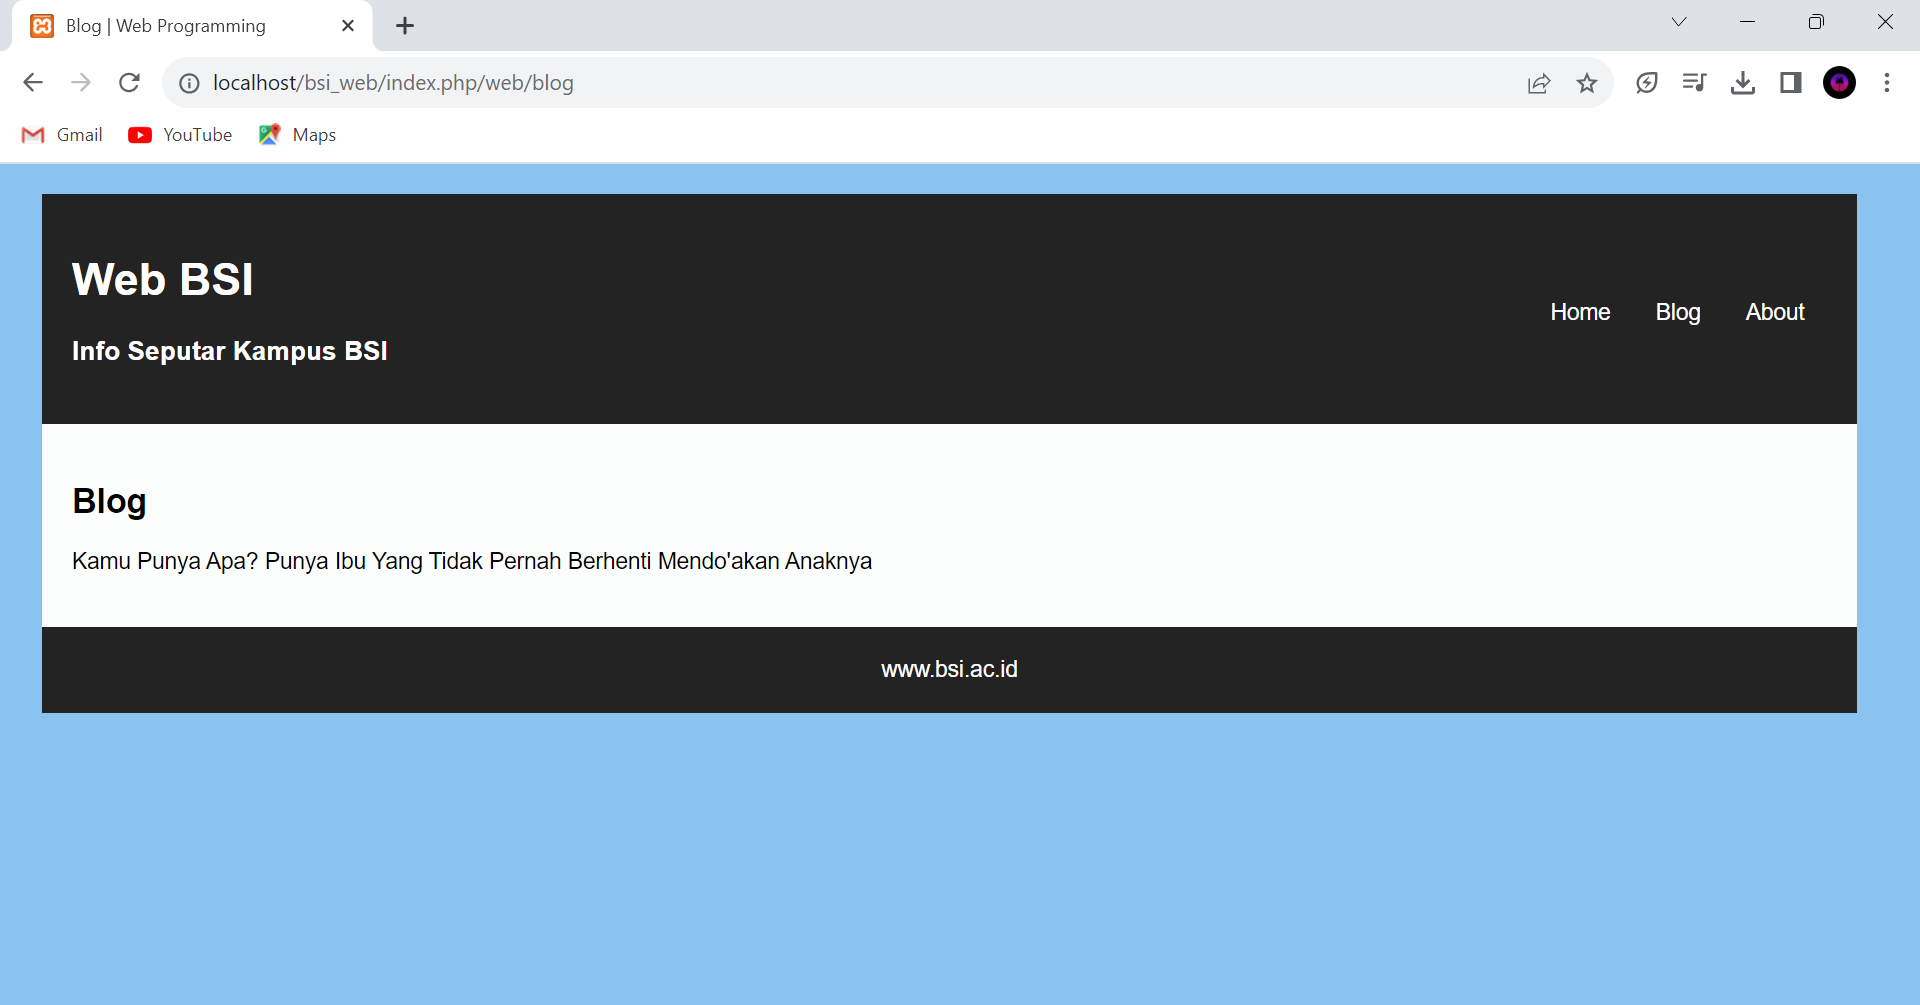 Blog | Web Programming
localhost/bsi_web/index.php/web/blog
Gmail YouTube Maps
Web BSI
Info Seputar Kampus BSI
Home Blog About
Blog
Kamu Punya Apa? Punya Ibu Yang Tidak Pernah Berhenti Mendo'akan Anaknya
www.bsi.ac.id